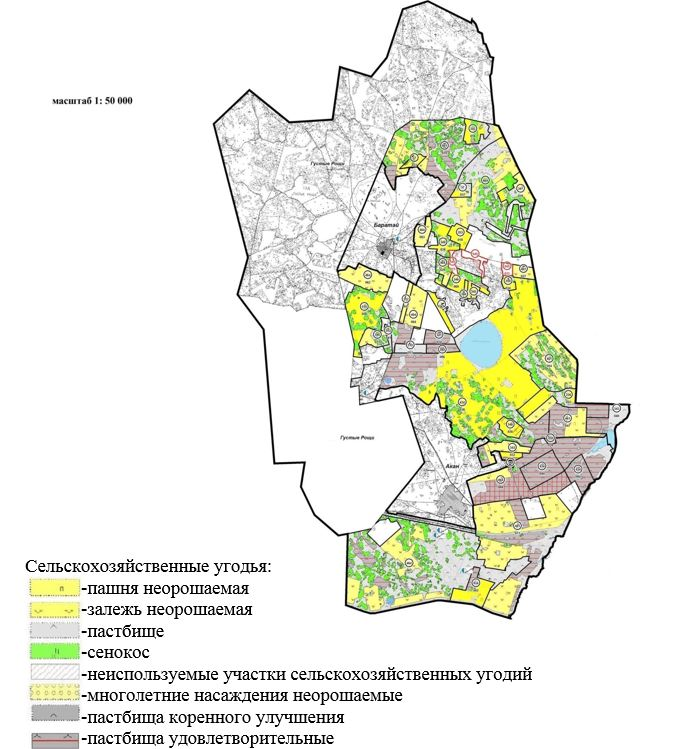 масштаб 1: 50 000
Густые Рощи
Баратай
Густые Рощи
Акан
Сельскохозяйственные угодья:
-пашня неорошаемая
-залежь неорошаемая
-пастбище
-сенокос
-неиспользуемые участки сельскохозяйственных угодий
-многолетние насаждения неорошаемые
-пастбища коренного улучшения
-пастбища удовлетворительные